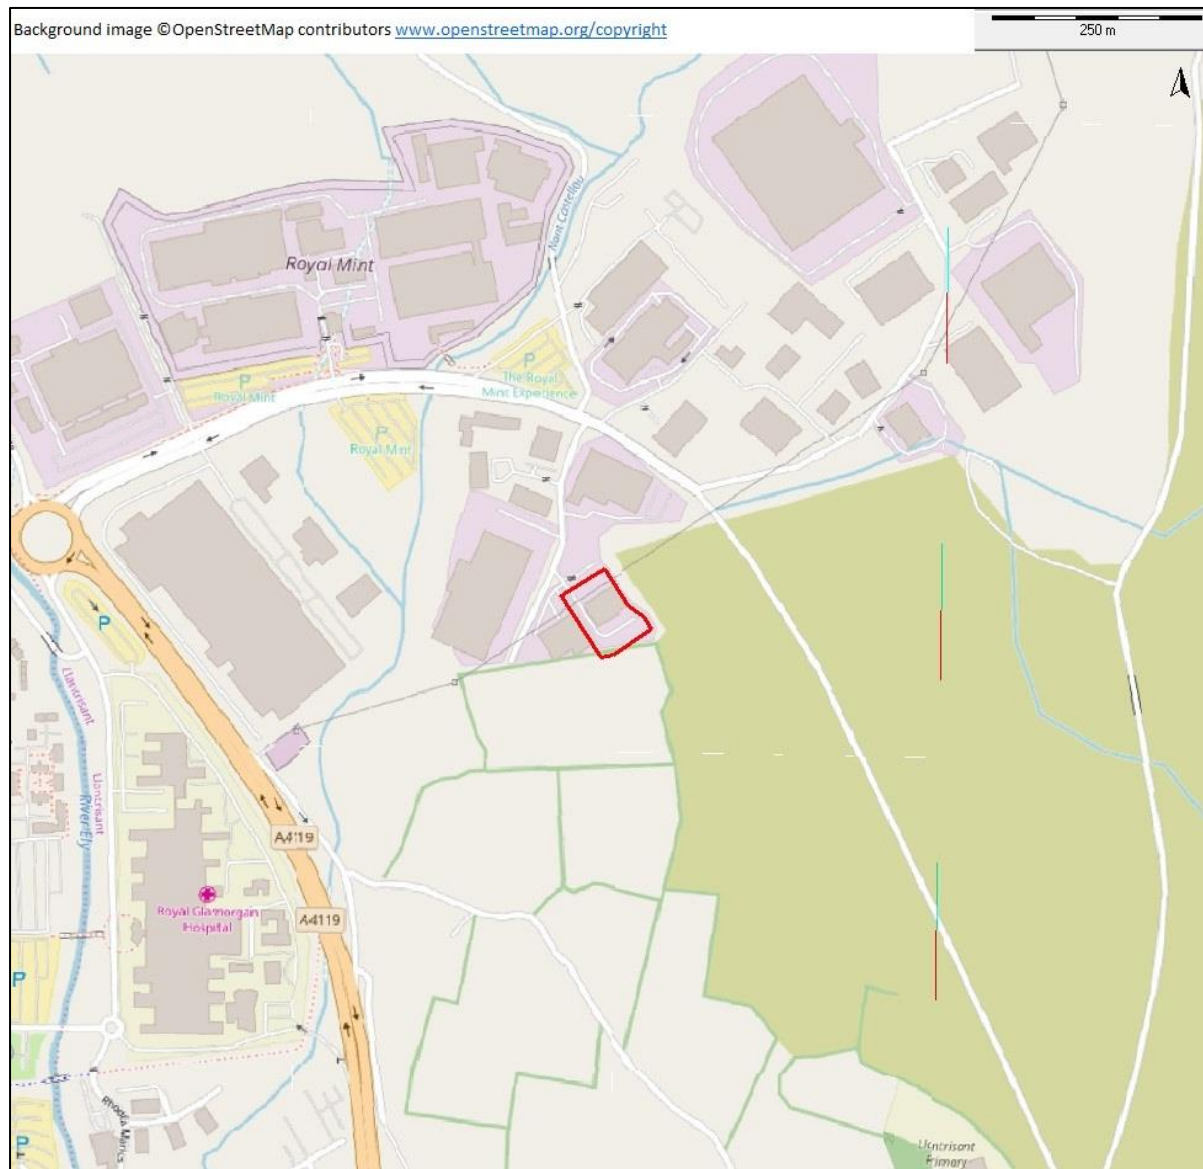 Background image ©OpenStreetMap contributors www.openstreetmap.org/copyright
250 m
Nant Castellau
Royal Mint
P
The Royal
Mint Experience
P
Royal Mint
P
Royal Mint
P
Llantrisant
Llantrisant
River Ely
A4119
Royal Glamorgan
Hospital
A4119
P
P
Llantrisant
Primary